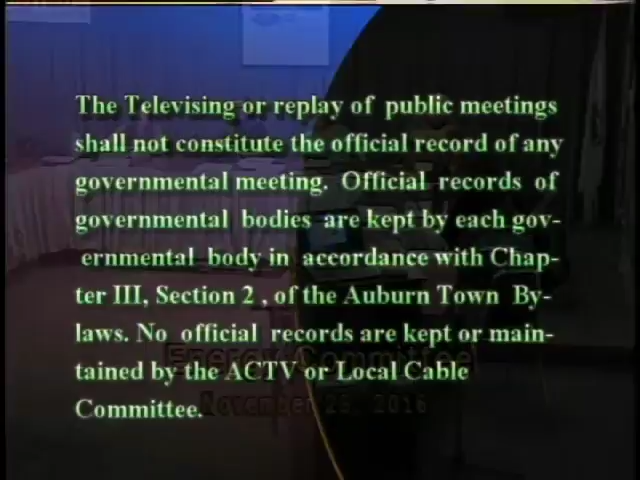 The Televising or replay of public meetings
shall not constitute the official record of any
governmental meeting. Official records of
governmental bodies are kept by each gov-
ernmental body in accordance with Chap-
ter III, Section 2 , of the Auburn Town By-
laws. No official records are kept or main-
Energy Committee
tained by the ACTV or Local Cable
Committee.
2016